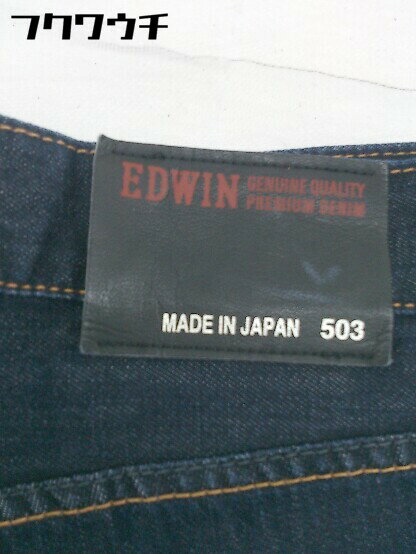 フクワウチ
EDWIN GENUINE QUALITY
PREMIUM DENIM
MADE IN JAPAN 503